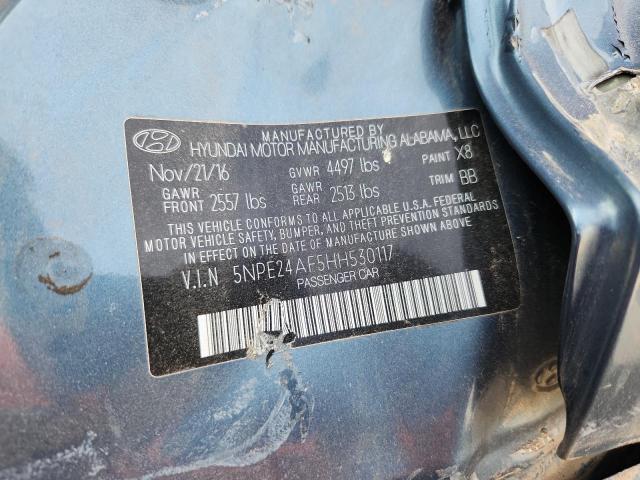 MANUFACTURED BY
HYUNDAI MOTOR MANUFACTURING ALABAMA, LLC
Nov/21/16 GVWR 4497 lbs PAINT X8
GAWR FRONT 2557 lbs GAWR REAR 2513 lbs TRIM BB
THIS VEHICLE CONFORMS TO ALL APPLICABLE U.S.A. FEDERAL
MOTOR VEHICLE SAFETY, BUMPER, AND THEFT PREVENTION STANDARDS
IN EFFECT ON THE DATE OF MANUFACTURE SHOWN ABOVE.
V.I.N 5NPE24AF5HH530117
PASSENGER CAR